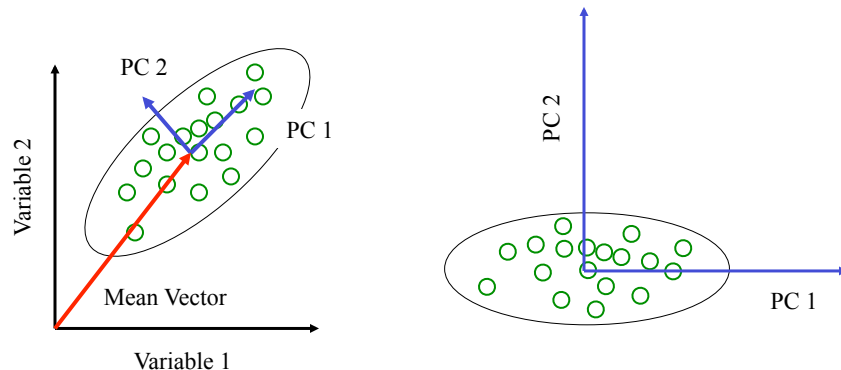 PC 2
PC 1
Variable 2
Mean Vector
Variable 1
PC 2
PC 1